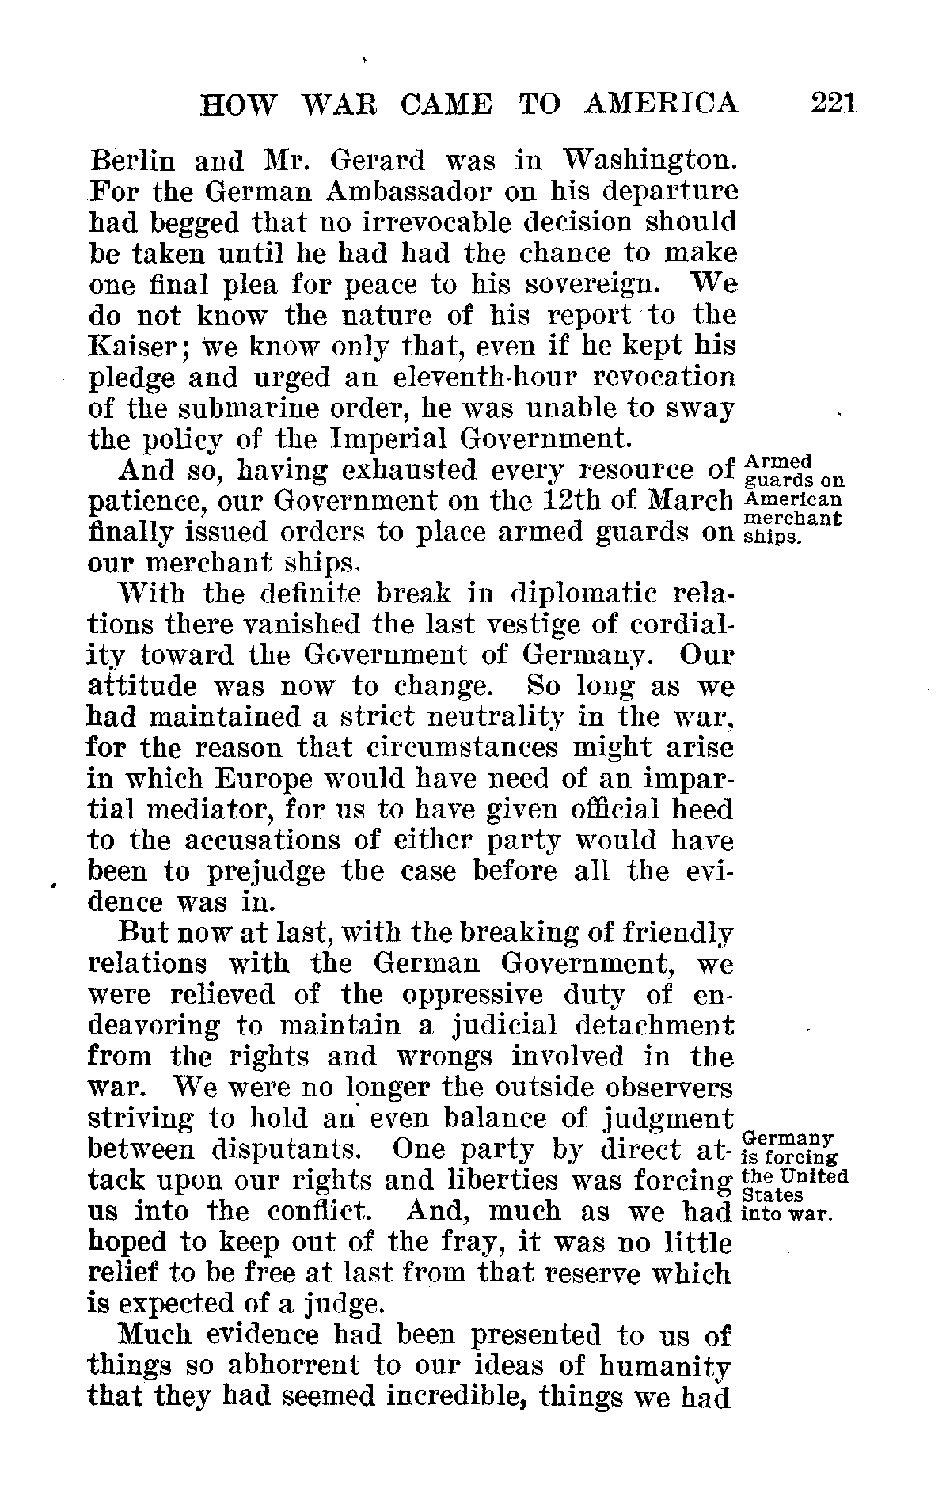 HOW WAR CAME TO AMERICA 221
Berlin and Mr. Gerard was in Washington.
For the German Ambassador on his departure
had begged that no irrevocable decision should
be taken until he had had the chance to make
one final plea for peace to his sovereign. We
do not know the nature of his report to the
Kaiser; we know only that, even if he kept his
pledge and urged an eleventh-hour revocation
of the submarine order, he was unable to sway
the policy of the Imperial Government.
And so, having exhausted every resource of
patience, our Government on the 12th of March
finally issued orders to place armed guards on
our merchant ships.
Armed
guards on
American
merchant
ships.
With the definite break in diplomatic rela-
tions there vanished the last vestige of cordial-
ity toward the Government of Germany. Our
attitude was now to change. So long as we
had maintained a strict neutrality in the war,
for the reason that circumstances might arise
in which Europe would have need of an impar-
tial mediator, for us to have given official heed
to the accusations of either party would have
been to prejudge the case before all the evi-
dence was in.
But now at last, with the breaking of friendly
relations with the German Government, we
were relieved of the oppressive duty of en-
deavoring to maintain a judicial detachment
from the rights and wrongs involved in the
war. We were no longer the outside observers
striving to hold an even balance of judgment
between disputants. One party by direct at-
tack upon our rights and liberties was forcing
us into the conflict. And, much as we had
hoped to keep out of the fray, it was no little
relief to be free at last from that reserve which
is expected of a judge.
Germany
is forcing
the United
States
into war.
Much evidence had been presented to us of
things so abhorrent to our ideas of humanity
that they had seemed incredible, things we had